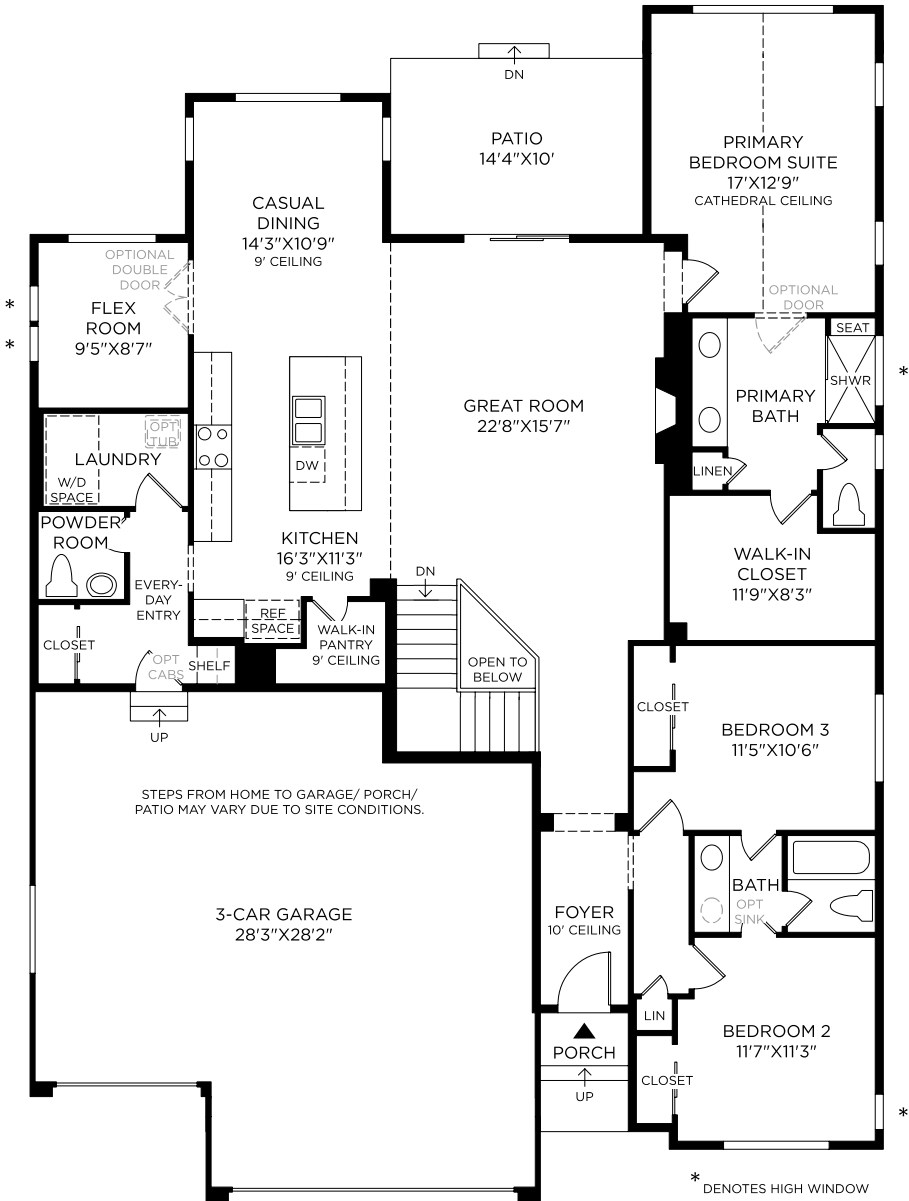 DN
PATIO
14'4"X10'
PRIMARY
BEDROOM SUITE
17'X12'9"
CATHEDRAL CEILING
CASUAL
DINING
14'3"X10'9"
9' CEILING
OPTIONAL
DOUBLE
DOOR
FLEX
ROOM
9'5"X8'7"
*
*
OPTIONAL
DOOR
SEAT
SHWR
*
PRIMARY
BATH
LINEN
GREAT ROOM
22'8"X15'7"
DW
OPT
TUB
LAUNDRY
W/D
SPACE
POWDER
ROOM
KITCHEN
16'3"X11'3"
9' CEILING
WALK-IN
CLOSET
11'9"X8'3"
EVERY-
DAY
ENTRY
DN
REF
SPACE
WALK-IN
PANTRY
9' CEILING
CLOSET
OPT
CABS
SHELF
OPEN TO
BELOW
UP
CLOSET
BEDROOM 3
11'5"X10'6"
STEPS FROM HOME TO GARAGE/ PORCH/
PATIO MAY VARY DUE TO SITE CONDITIONS.
3-CAR GARAGE
28'3"X28'2"
FOYER
10' CEILING
BATH
OPT
SINK
LIN
PORCH
UP
BEDROOM 2
11'7"X11'3"
CLOSET
*
* DENOTES HIGH WINDOW